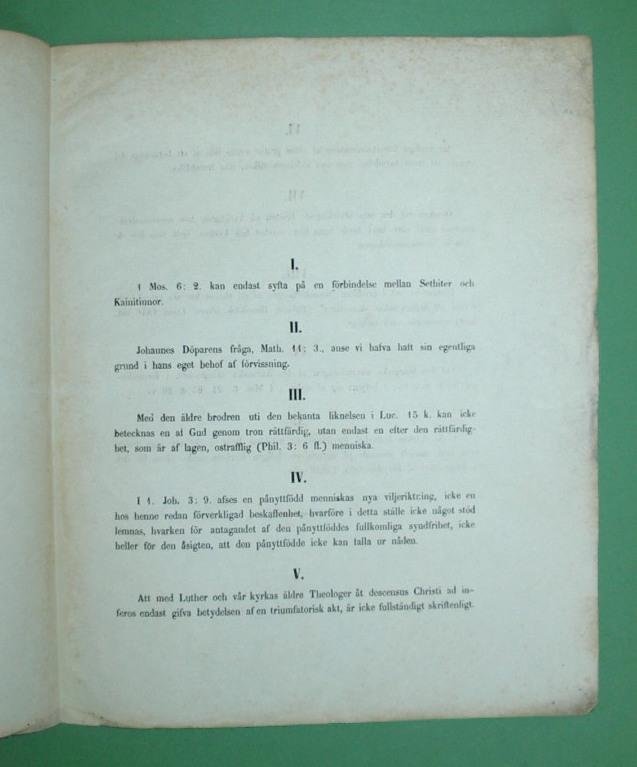 I.
1 Mos. 6: 2. kan endast syfta på en förbindelse mellan Sethiter och
Kainitinnor.
II.
Johannes Döparens fråga, Math. 11: 3., anse vi hafva haft sin egentliga
grund i hans eget behof af förvissning.
III.
Med den äldre brodren uti den bekanta liknelsen i Luc. 15 k. kan icke
betecknas en af Gud genom tron rättfärdig, utan endast en efter den rättfärdig-
het, som är af lagen, ostrafflig (Phil. 3: 6 fl.) menniska.
IV.
I 1. Joh. 3: 9. afses en pånyttfödd menniskas nya viljeriktning, icke en
hos henne redan förverkligad beskaffenhet, hvarföre i detta ställe icke något stöd
lemnas, hvarken för antagandet af den pånyttföddes fullkomliga syndfrihet, icke
heller för den åsigten, att den pånyttfödde icke kan falla ur nåden.
V.
Att med Luther och vår kyrkas äldre Theologer åt descensus Christi ad in-
feros endast gifva betydelsen af en triumfatorisk akt, är icke fullständigt skriftenligt.